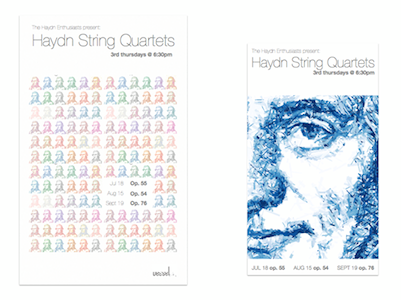 The Haydn Enthusiasts present
Haydn String Quartets
3rd thursdays @ 8:30pm
Jul 18 Op. 55
Aug 15 Op. 54
Sept 19 Op. 76
The Haydn Enthusiasts present
Haydn String Quartets
3rd thursdays @ 8:30pm
JUL 18 op. 55 AUG 15 op. 54 SEPT 19 op. 76